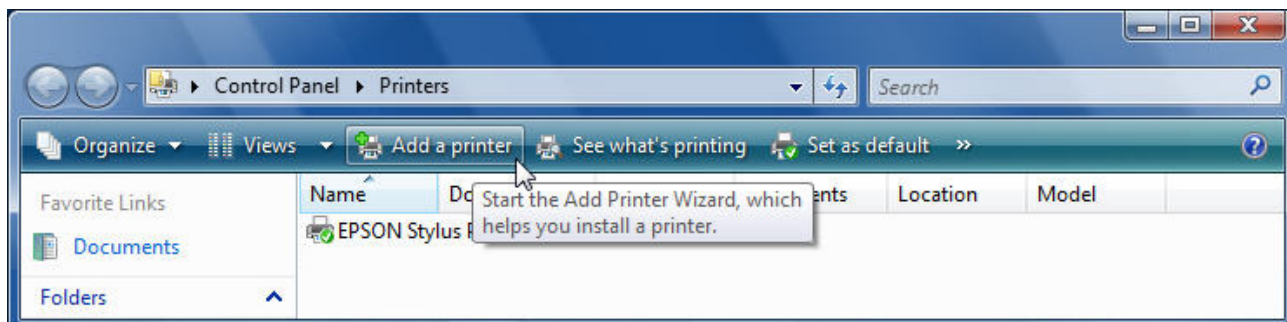 Control Panel Printers Search
Organize Views Add a printer See what's printing Set as default »
Favorite Links
Name Start the Add Printer Wizard, which ents Location Model
Documents
EPSON Stylus helps you install a printer.
Folders